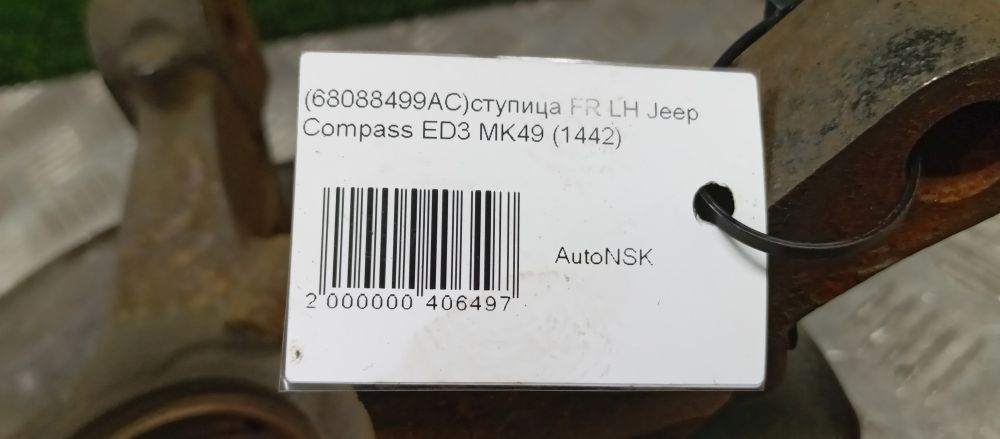 (68088499AC)ступица FR LH Jeep
Compass ED3 MK49 (1442)
AutoNSK
2 000000 406497